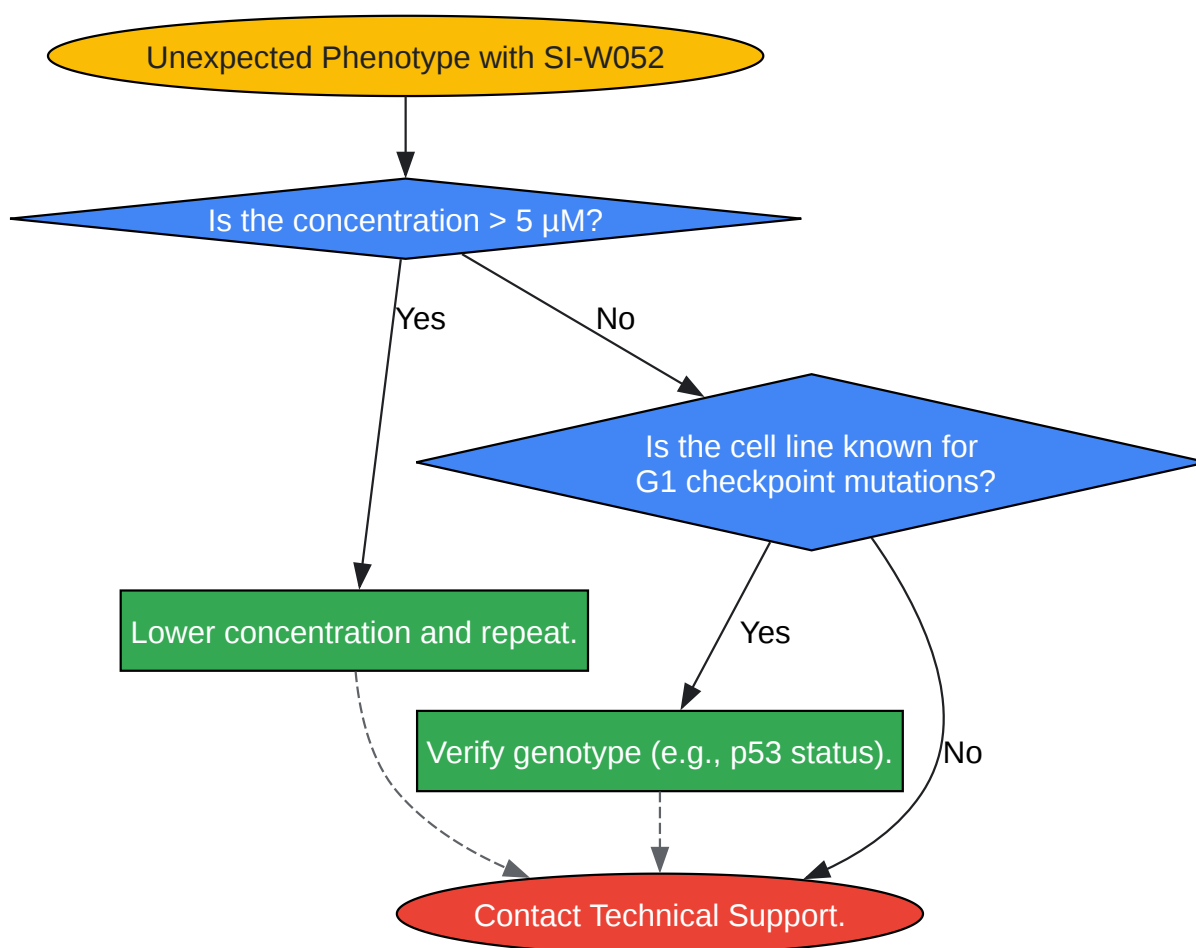 Unexpected Phenotype with SI-W052
Is the concentration > 5 µM?
Yes
No
Is the cell line known for
G1 checkpoint mutations?
Lower concentration and repeat.
Yes
Verify genotype (e.g., p53 status).
No
Contact Technical Support.